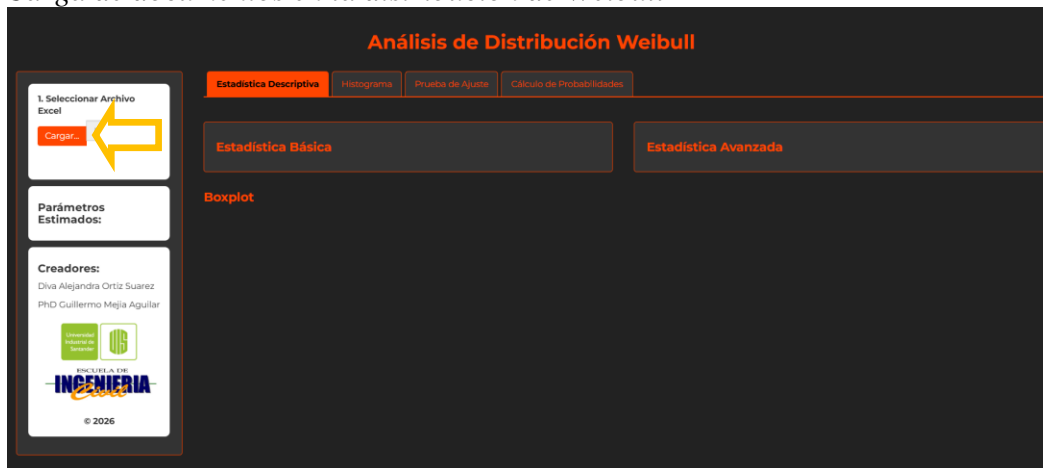 Análisis de Distribución Weibull
Estadística Descriptiva
Histograma
Prueba de Ajuste
Cálculo de Probabilidades
1. Seleccionar Archivo
Excel
Cargar...
Estadística Básica
Estadística Avanzada
Boxplot
Parámetros
Estimados:
Creadores:
Diva Alejandra Ortiz Suarez
PhD Guillermo Mejia Aguilar
Universidad
Industrial de
Santander
UIS
ESCUELA DE
INGENIERIA
Civil
© 2026